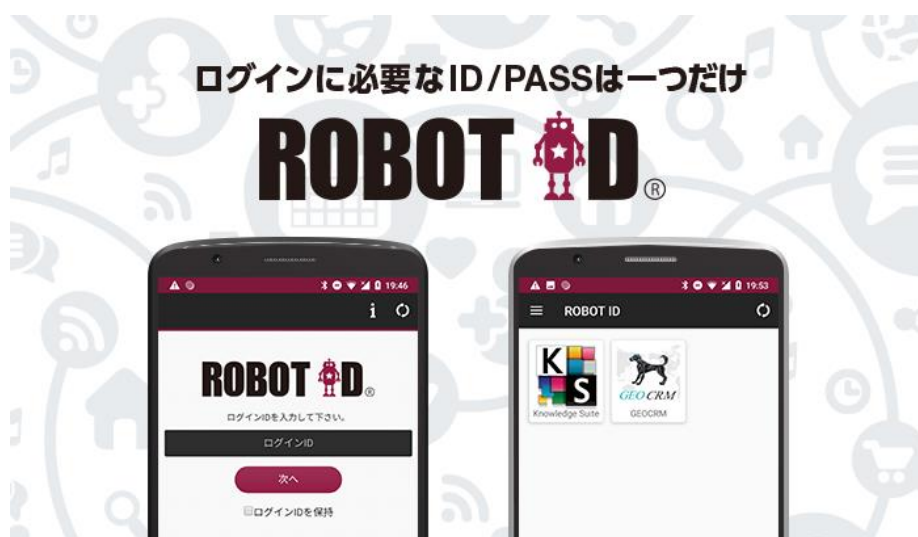 ログインに必要なID/PASSは一つだけ
ROBOT ID®
19:46
i
ROBOT ID®
ログインIDを入力して下さい。
ログインID
次へ
ログインIDを保持
19:53
ROBOT ID
KS
Knowledge Suite
GEO CRM
GEOCRM